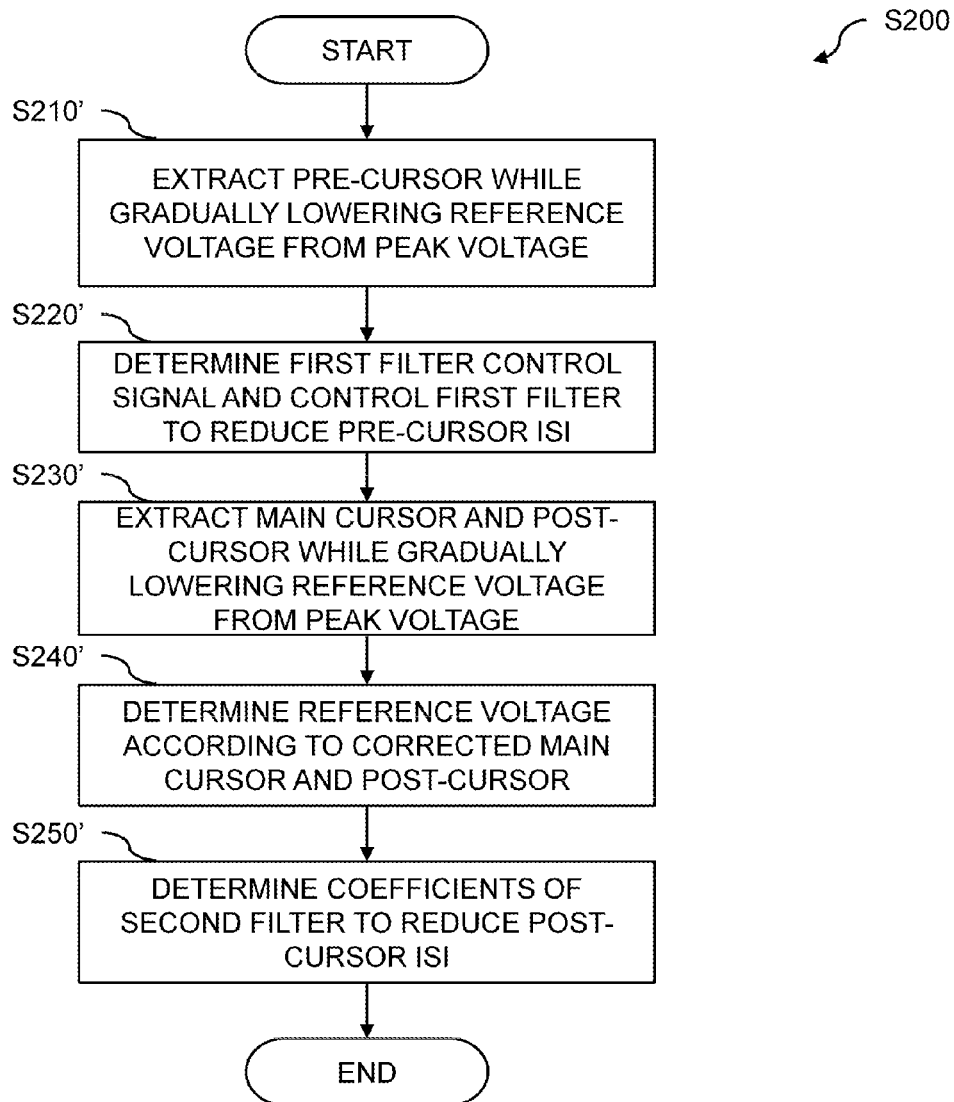 S200
START
S210’
EXTRACT PRE-CURSOR WHILE
GRADUALLY LOWERING REFERENCE
VOLTAGE FROM PEAK VOLTAGE
S220’
DETERMINE FIRST FILTER CONTROL
SIGNAL AND CONTROL FIRST FILTER
TO REDUCE PRE-CURSOR ISI
S230’
EXTRACT MAIN CURSOR AND POST-
CURSOR WHILE GRADUALLY
LOWERING REFERENCE VOLTAGE
FROM PEAK VOLTAGE
S240’
DETERMINE REFERENCE VOLTAGE
ACCORDING TO CORRECTED MAIN
CURSOR AND POST-CURSOR
S250’
DETERMINE COEFFICIENTS OF
SECOND FILTER TO REDUCE POST-
CURSOR ISI
END